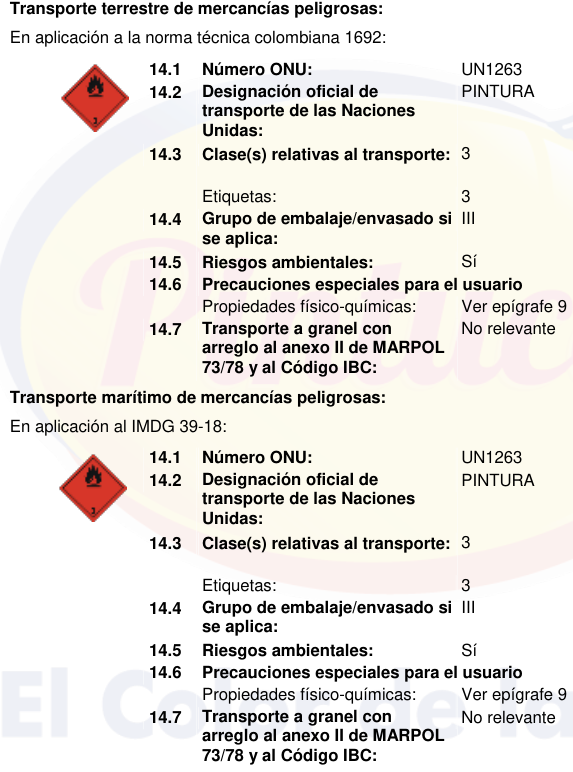 Transporte terrestre de mercancías peligrosas:
En aplicación a la norma técnica colombiana 1692:
14.1 Número ONU: UN1263
14.2 Designación oficial de PINTURA
transporte de las Naciones
Unidas:
14.3 Clase(s) relativas al transporte: 3
Etiquetas: 3
14.4 Grupo de embalaje/envasado si III
se aplica:
14.5 Riesgos ambientales: Sí
14.6 Precauciones especiales para el usuario
Propiedades físico-químicas: Ver epígrafe 9
14.7 Transporte a granel con No relevante
arreglo al anexo II de MARPOL
73/78 y al Código IBC:
Transporte marítimo de mercancías peligrosas:
En aplicación al IMDG 39-18:
14.1 Número ONU: UN1263
14.2 Designación oficial de PINTURA
transporte de las Naciones
Unidas:
14.3 Clase(s) relativas al transporte: 3
Etiquetas: 3
14.4 Grupo de embalaje/envasado si III
se aplica:
14.5 Riesgos ambientales: Sí
14.6 Precauciones especiales para el usuario
Propiedades físico-químicas: Ver epígrafe 9
14.7 Transporte a granel con No relevante
arreglo al anexo II de MARPOL
73/78 y al Código IBC:
3
3
El Color de la